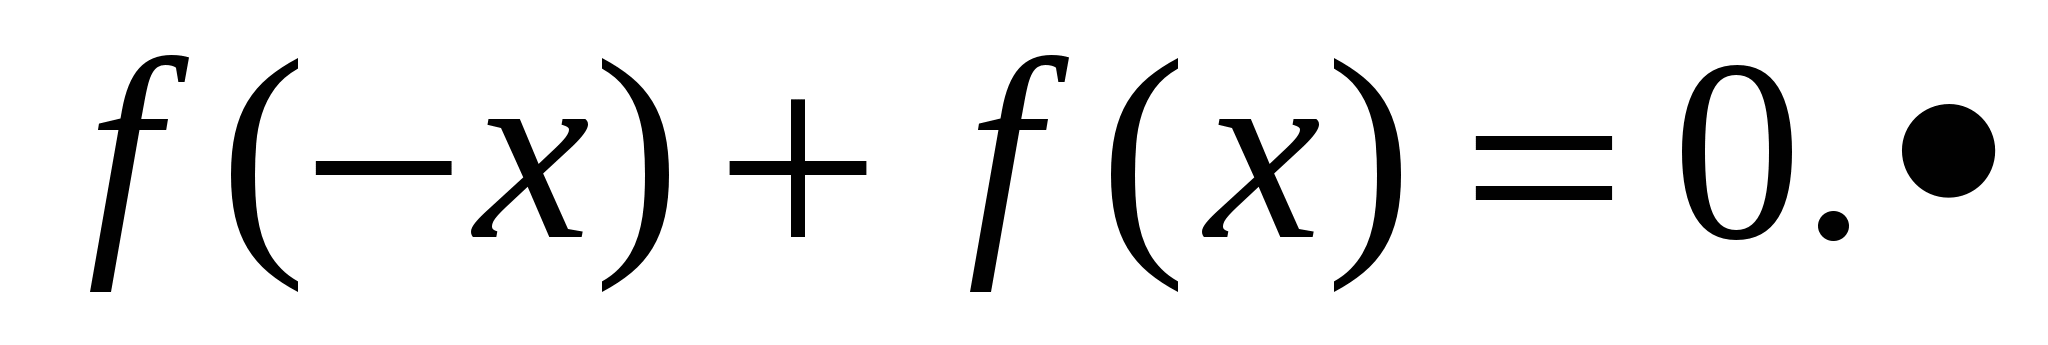 f (−x) + f (x) = 0.●